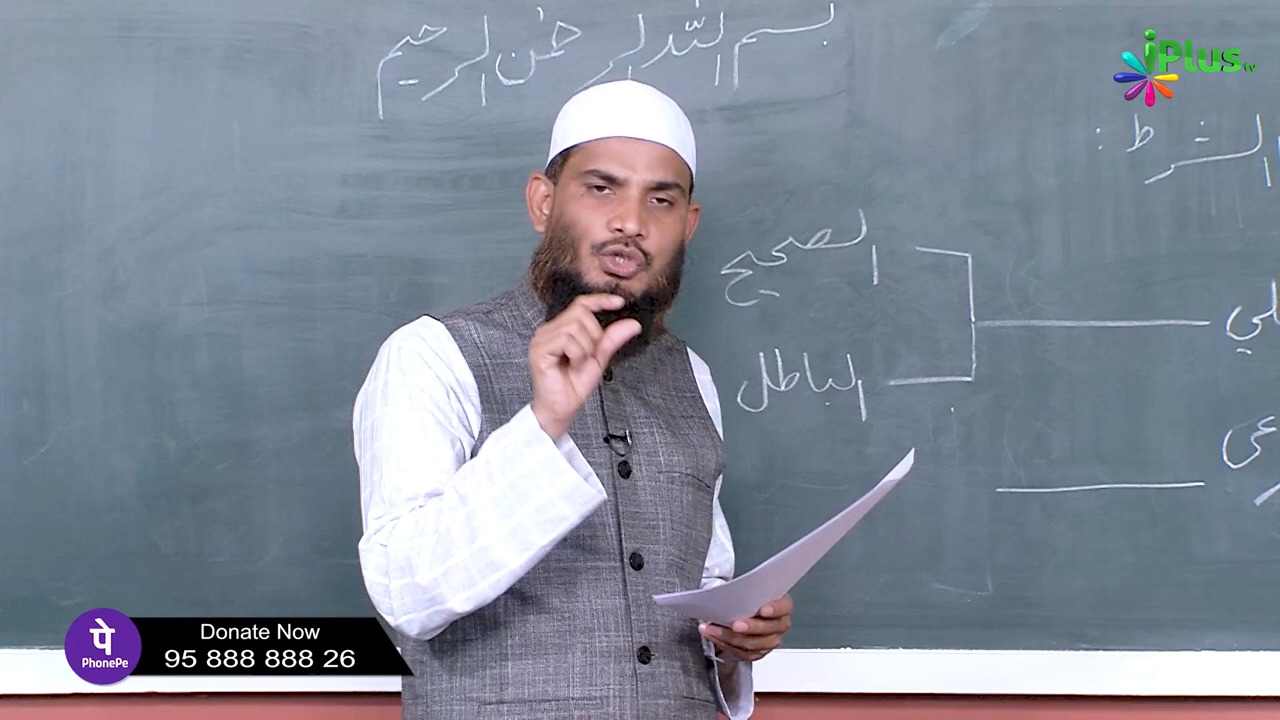 بسم الله الرحمن الرحيم
iPlus tv
الشرط :
الصحيح
الباطل
पे
PhonePe
Donate Now
95 888 888 26